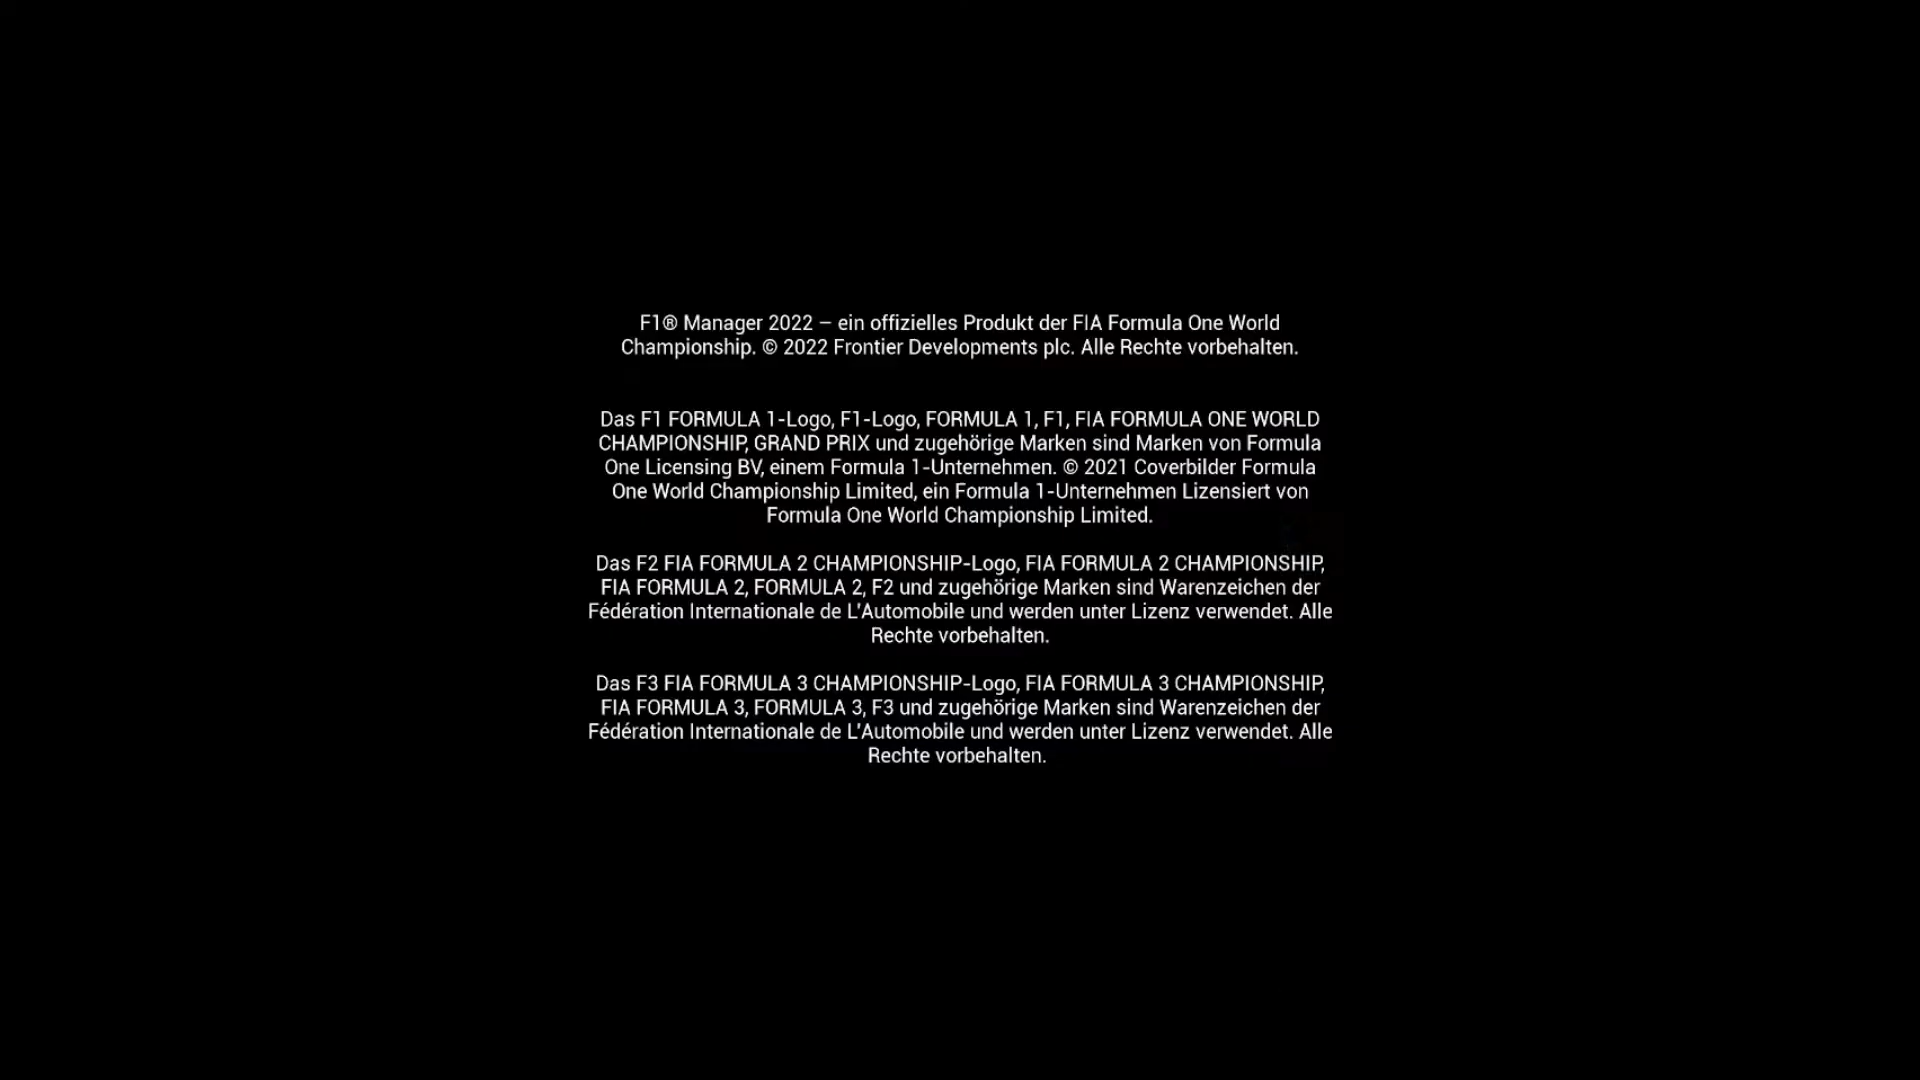 F1® Manager 2022 – ein offizielles Produkt der FIA Formula One World
Championship. © 2022 Frontier Developments plc. Alle Rechte vorbehalten.
Das F1 FORMULA 1-Logo, F1-Logo, FORMULA 1, F1, FIA FORMULA ONE WORLD
CHAMPIONSHIP, GRAND PRIX und zugehörige Marken sind Marken von Formula
One Licensing BV, einem Formula 1-Unternehmen. © 2021 Coverbilder Formula
One World Championship Limited, ein Formula 1-Unternehmen Lizensiert von
Formula One World Championship Limited.
Das F2 FIA FORMULA 2 CHAMPIONSHIP-Logo, FIA FORMULA 2 CHAMPIONSHIP,
FIA FORMULA 2, FORMULA 2, F2 und zugehörige Marken sind Warenzeichen der
Fédération Internationale de L'Automobile und werden unter Lizenz verwendet. Alle
Rechte vorbehalten.
Das F3 FIA FORMULA 3 CHAMPIONSHIP-Logo, FIA FORMULA 3 CHAMPIONSHIP,
FIA FORMULA 3, FORMULA 3, F3 und zugehörige Marken sind Warenzeichen der
Fédération Internationale de L'Automobile und werden unter Lizenz verwendet. Alle
Rechte vorbehalten.